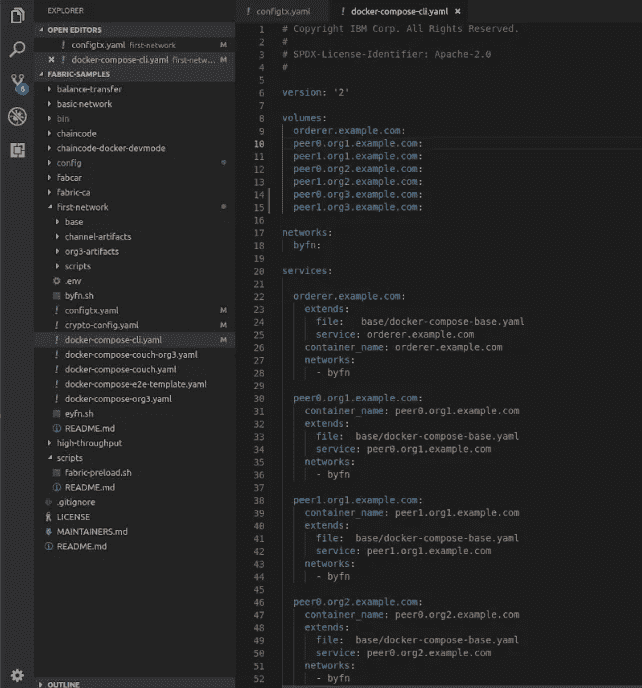 EXPLORER
OPEN EDITORS
! configtx.yaml first-network M
× docker-compose-cli.yaml first-netw... M
FABRIC-SAMPLES
balance-transfer
basic-network
bin
chaincode
chaincode-docker-devmode
config
fabcar
fabric-ca
first-network
base
channel-artifacts
org3-artifacts
scripts
.env
byfn.sh
! configtx.yaml M
! crypto-config.yaml M
! docker-compose-cli.yaml M
! docker-compose-couch-org3.yaml
! docker-compose-couch.yaml
! docker-compose-e2e-template.yaml
! docker-compose-org3.yaml
eyfn.sh
README.md
high-throughput
scripts
fabric-preload.sh
README.md
.gitignore
LICENSE
MAINTAINERS.md
README.md
OUTLINE
6
! configtx.yaml ! docker-compose-cli.yaml ×
1 # Copyright IBM Corp. All Rights Reserved.
2 #
3 # SPDX-License-Identifier: Apache-2.0
4 #
5
6 version: '2'
7
8 volumes:
9 orderer.example.com:
10 peer0.org1.example.com:
11 peer1.org1.example.com:
12 peer0.org2.example.com:
13 peer1.org2.example.com:
14 peer0.org3.example.com:
15 peer1.org3.example.com:
16
17 networks:
18 byfn:
19
20 services:
21
22 orderer.example.com:
23 extends:
24 file: base/docker-compose-base.yaml
25 service: orderer.example.com
26 container_name: orderer.example.com
27 networks:
28 - byfn
29
30 peer0.org1.example.com:
31 container_name: peer0.org1.example.com
32 extends:
33 file: base/docker-compose-base.yaml
34 service: peer0.org1.example.com
35 networks:
36 - byfn
37
38 peer1.org1.example.com:
39 container_name: peer1.org1.example.com
40 extends:
41 file: base/docker-compose-base.yaml
42 service: peer1.org1.example.com
43 networks:
44 - byfn
45
46 peer0.org2.example.com:
47 container_name: peer0.org2.example.com
48 extends:
49 file: base/docker-compose-base.yaml
50 service: peer0.org2.example.com
51 networks:
52 - byfn